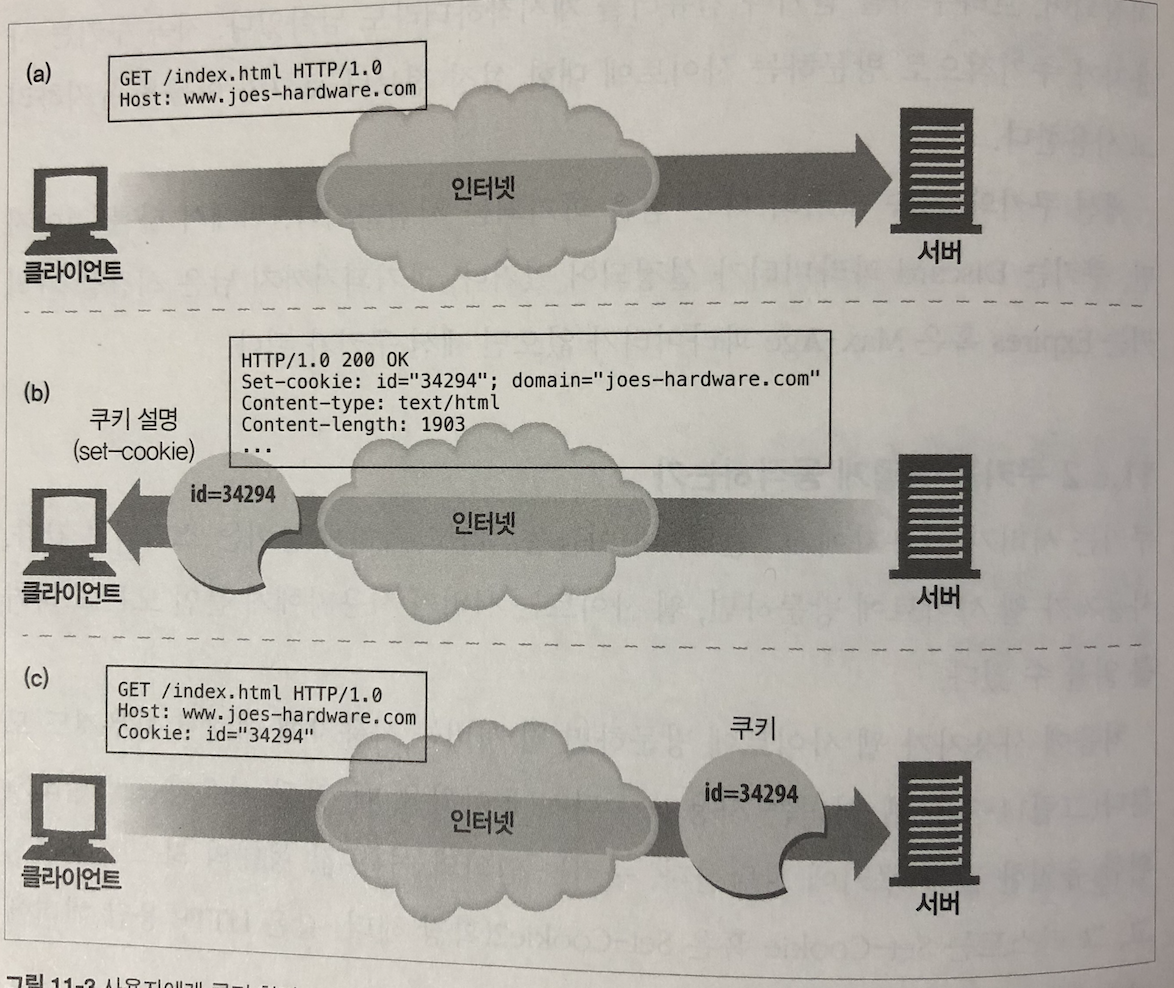 (a)
GET /index.html HTTP/1.0
Host: www.joes-hardware.com
인터넷
클라이언트
서버
(b)
HTTP/1.0 200 OK
Set-cookie: id="34294"; domain="joes-hardware.com"
Content-type: text/html
Content-length: 1903
...
쿠키 설명
(set-cookie)
id=34294
인터넷
클라이언트
서버
(c)
GET /index.html HTTP/1.0
Host: www.joes-hardware.com
Cookie: id="34294"
쿠키
id=34294
인터넷
클라이언트
서버
그림 11-3 사용자에게